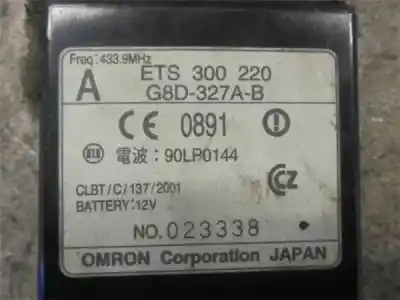 Freq:433.9MHz
A ETS 300 220
G8D-327A-B
CE 0891
電波:90LP0144
CLBT/C/137/2001
BATTERY:12V
NO.023338
OMRON Corporation JAPAN